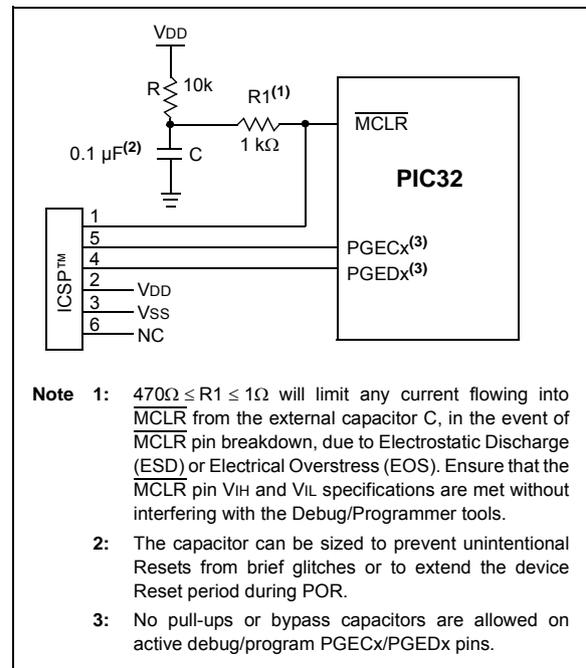 VDD
R 10k
R1(1)
1 kΩ
0.1 µF(2) C
MCLR
PIC32
PGECx(3)
PGEDx(3)
ICSP™
1
5
4
2 VDD
3 VSS
6 NC
Note 1: 470Ω ≤ R1 ≤ 1Ω will limit any current flowing into
MCLR from the external capacitor C, in the event of
MCLR pin breakdown, due to Electrostatic Discharge
(ESD) or Electrical Overstress (EOS). Ensure that the
MCLR pin VIH and VIL specifications are met without
interfering with the Debug/Programmer tools.
2: The capacitor can be sized to prevent unintentional
Resets from brief glitches or to extend the device
Reset period during POR.
3: No pull-ups or bypass capacitors are allowed on
active debug/program PGECx/PGEDx pins.